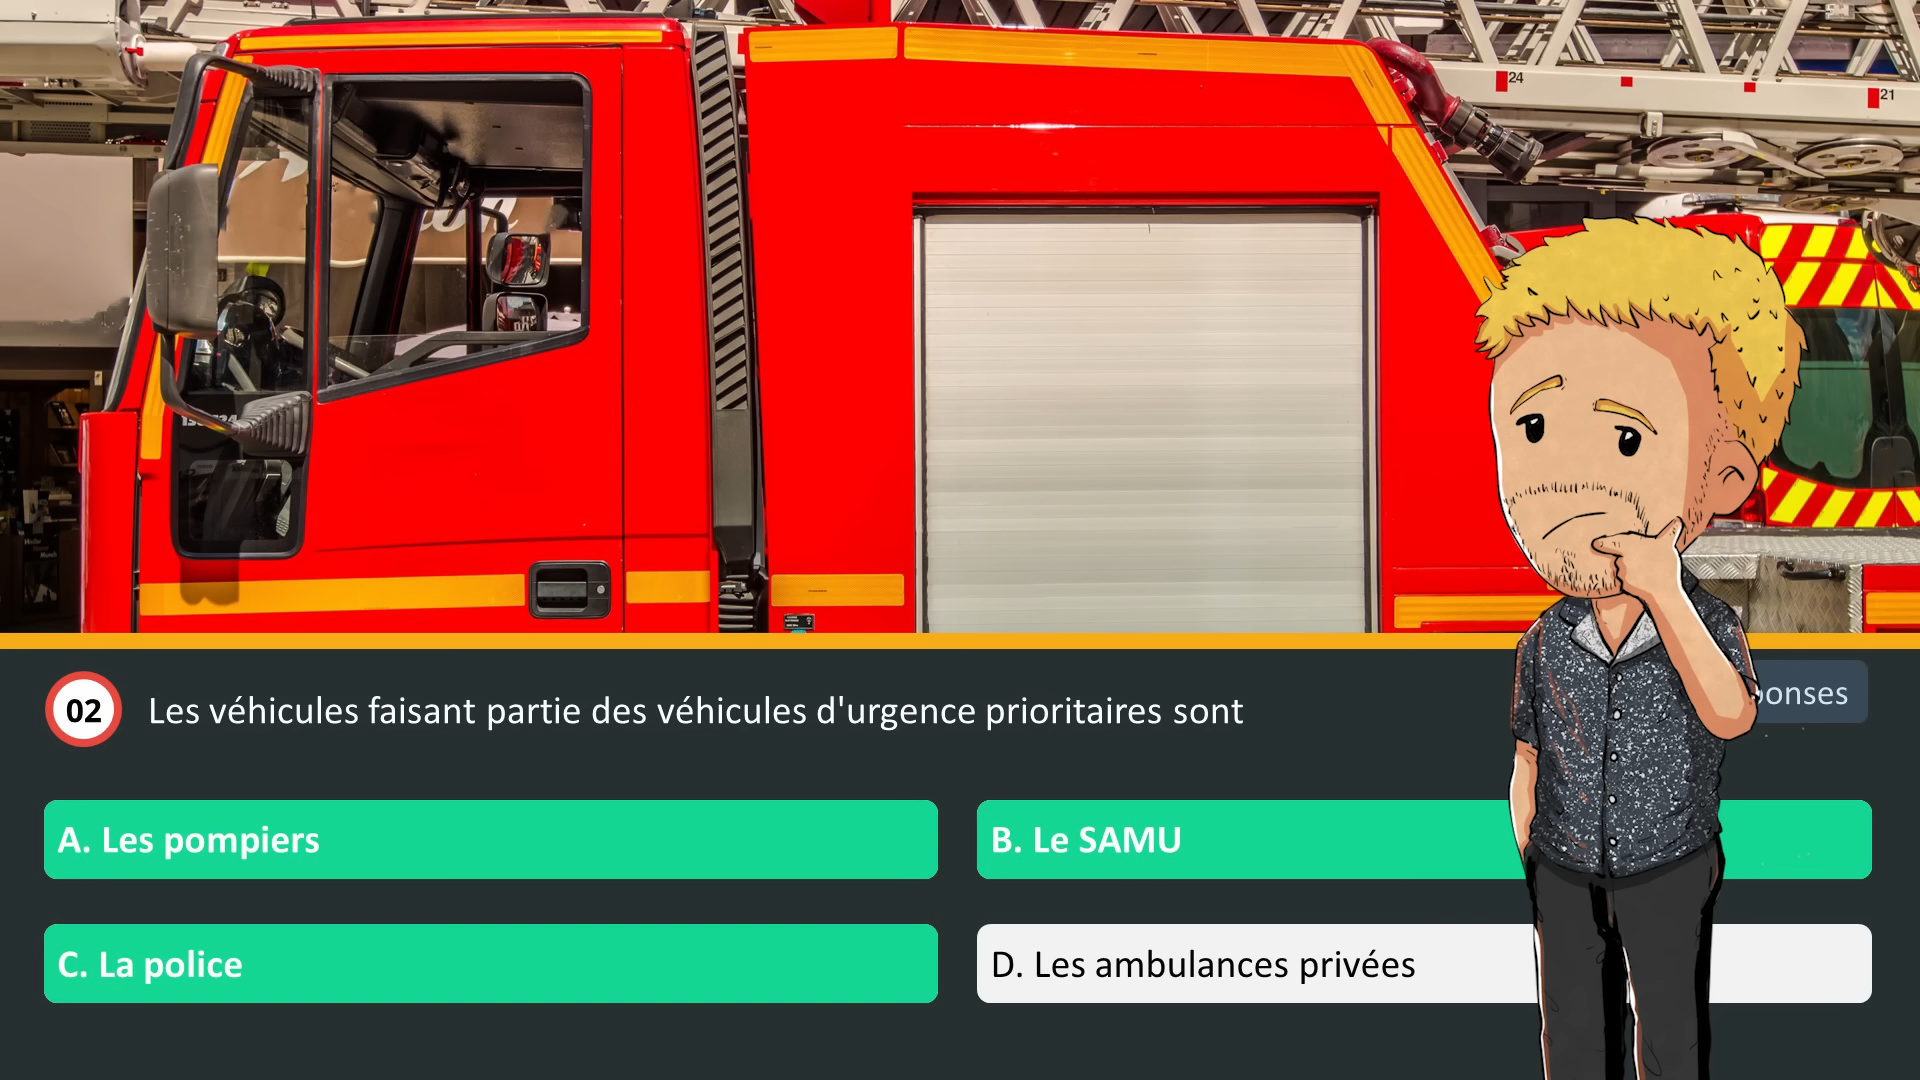 24
21
02
Les véhicules faisant partie des véhicules d'urgence prioritaires sont
A. Les pompiers
B. Le SAMU
C. La police
D. Les ambulances privées